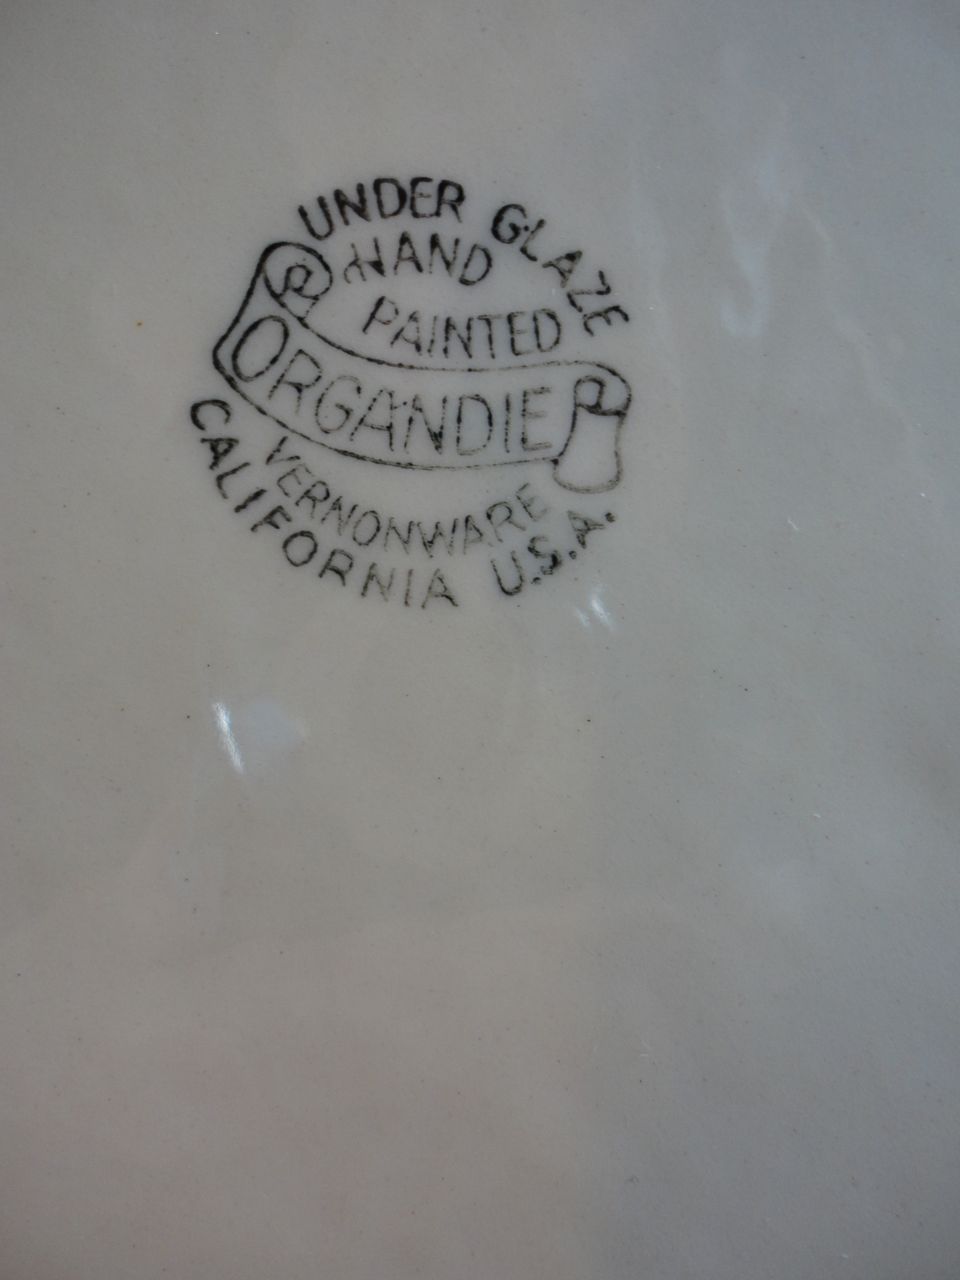 UNDER GLAZE
HAND
PAINTED
ORGANDIE
VERNONWARE
CALIFORNIA U.S.A.